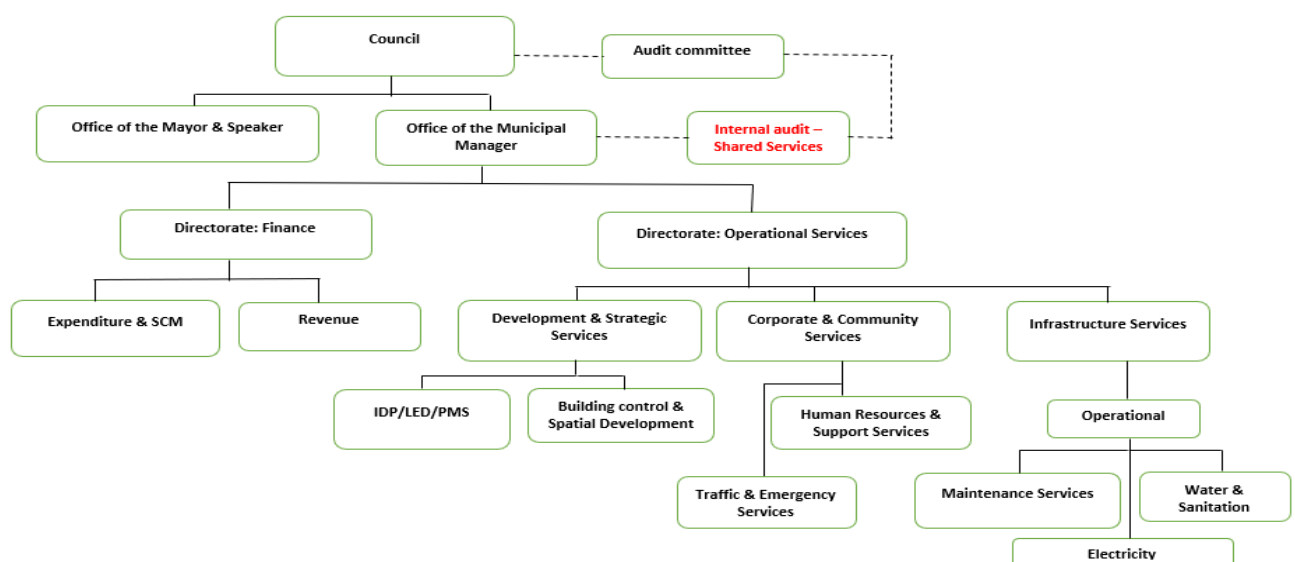 Council
Audit committee
Office of the Mayor & Speaker
Office of the Municipal
Manager
Internal audit –
Shared Services
Directorate: Finance
Directorate: Operational Services
Expenditure & SCM
Revenue
Development & Strategic
Services
Corporate & Community
Services
Infrastructure Services
IDP/LED/PMS
Building control &
Spatial Development
Human Resources &
Support Services
Operational
Traffic & Emergency
Services
Maintenance Services
Water &
Sanitation
Electricity